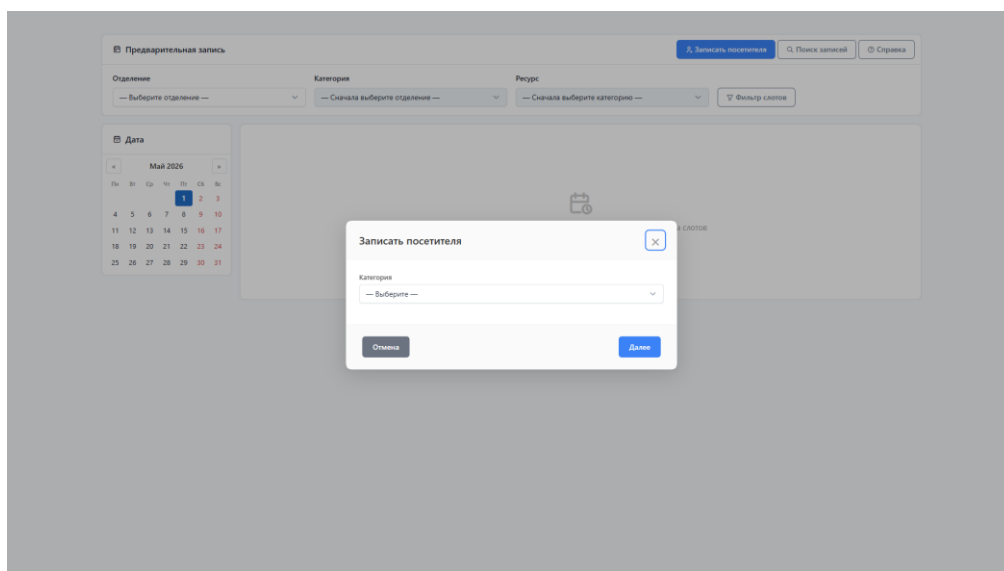 Предварительная запись
Записать посетителя
Поиск записей
Справка
Отделение
Категория
Ресурс
— Выберите отделение —
— Сначала выберите отделение —
— Сначала выберите категорию —
Фильтр слотов
Дата
«
Май 2026
»
Пн Вт Ср Чт Пт Сб Вс
1 2 3
4 5 6 7 8 9 10
11 12 13 14 15 16 17
18 19 20 21 22 23 24
25 26 27 28 29 30 31
слотов
Записать посетителя
Категория
— Выберите —
Отмена
Далее